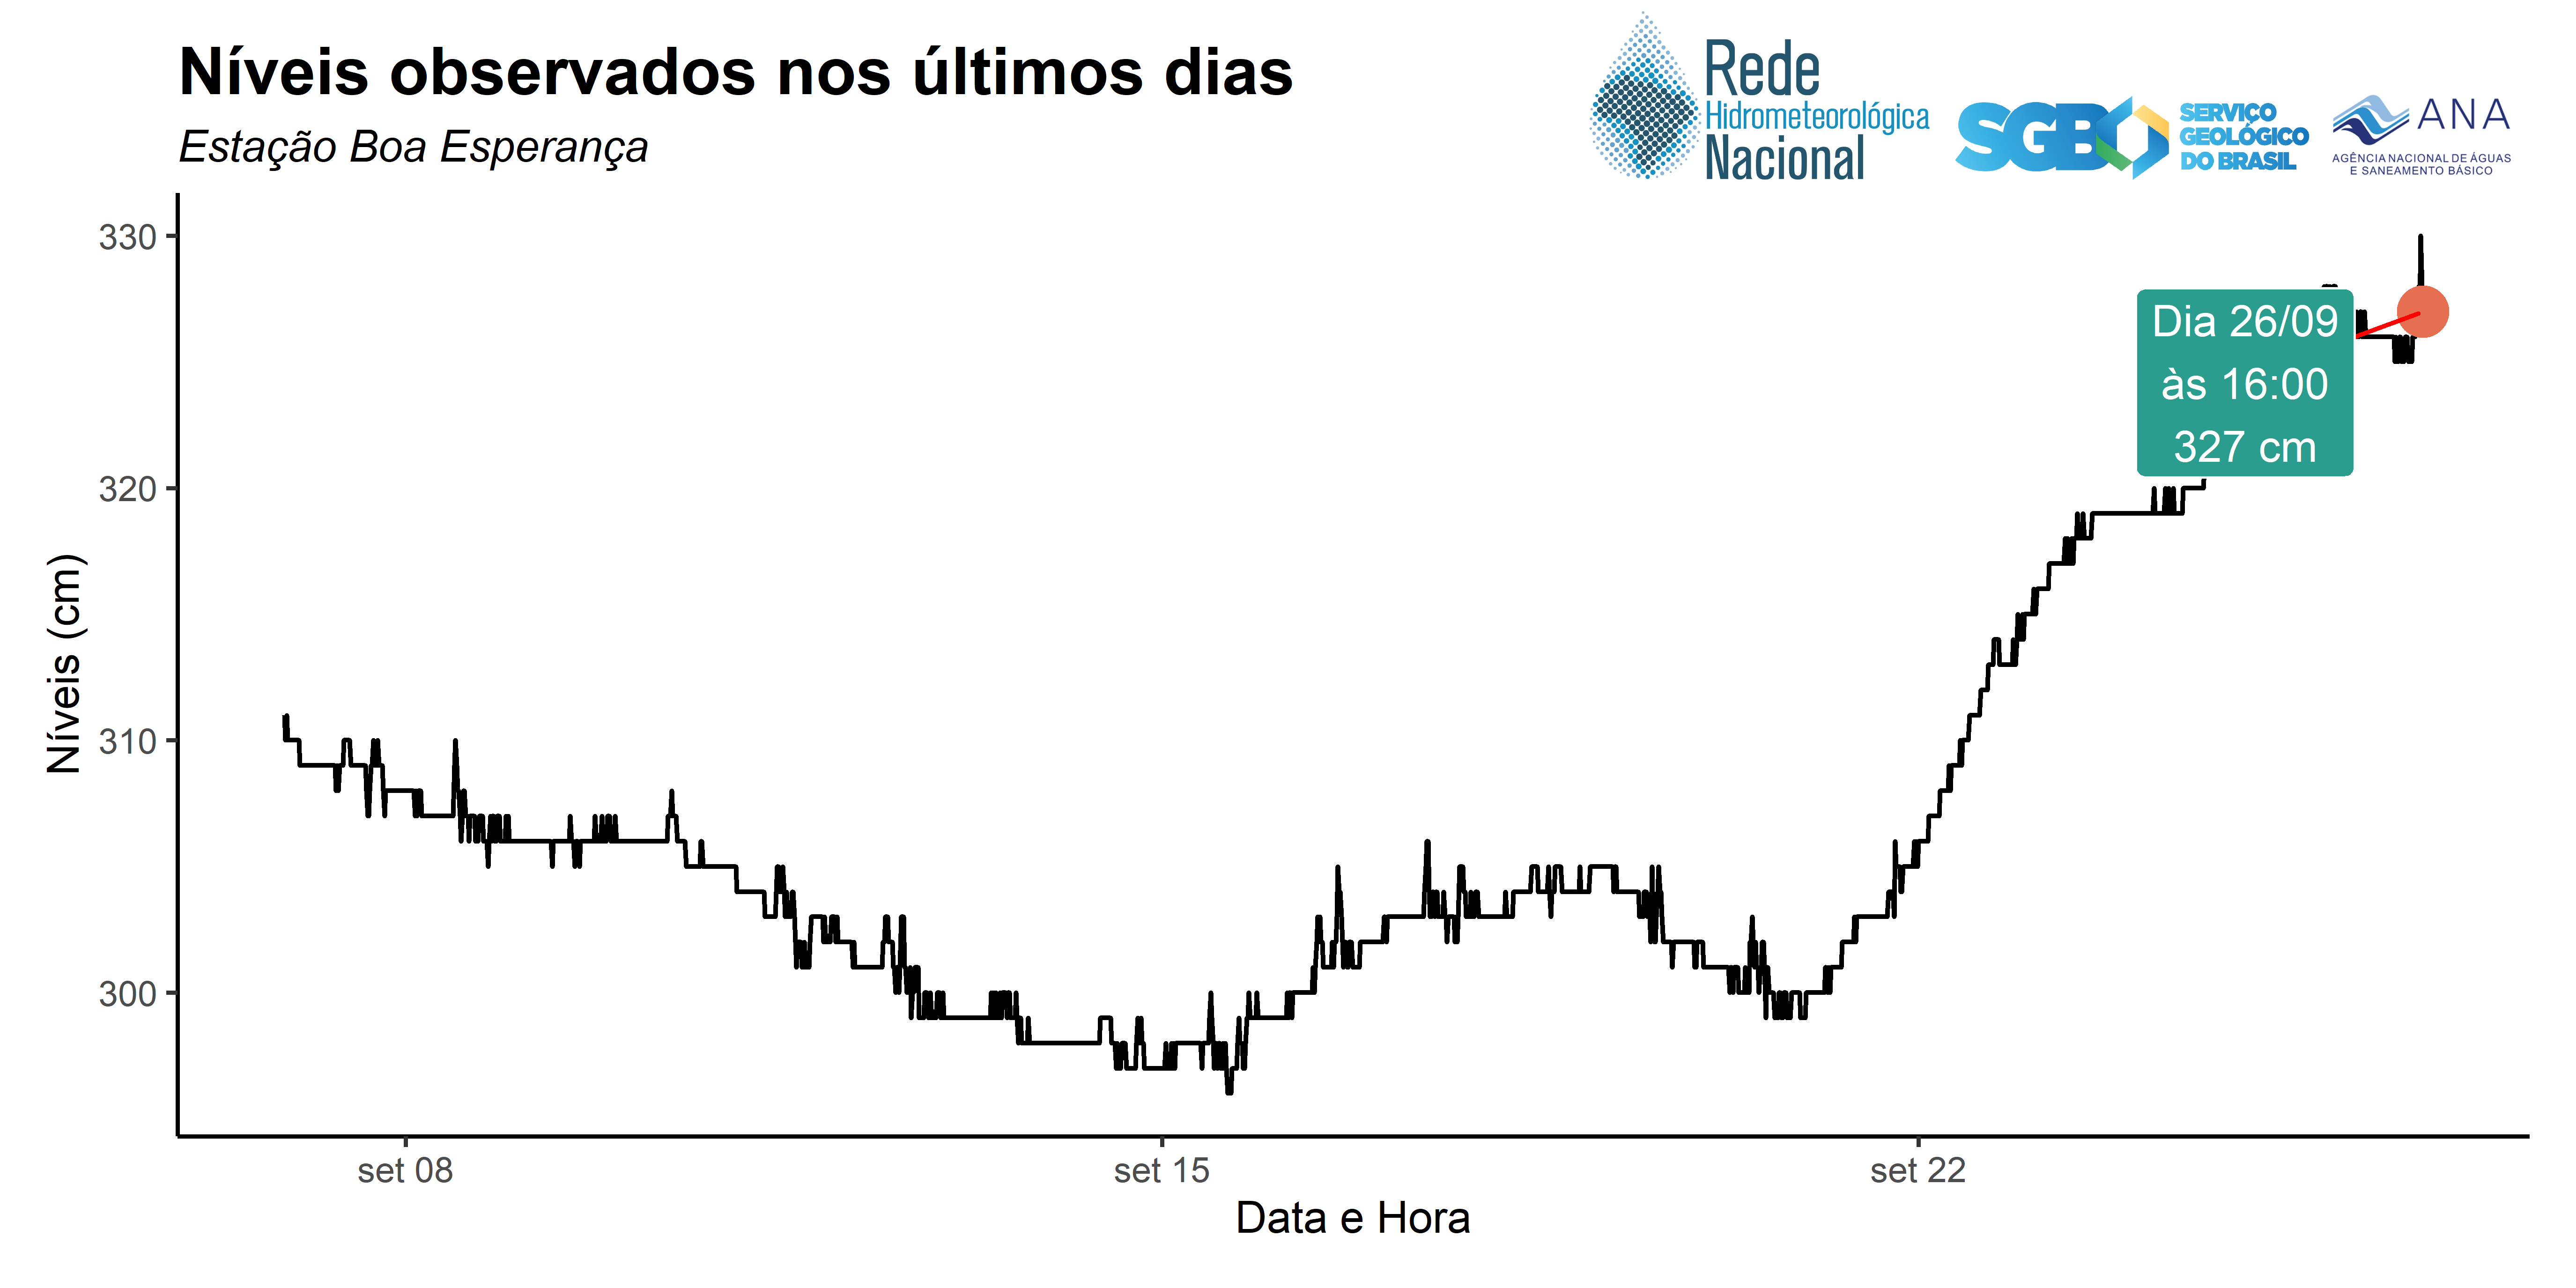 Níveis observados nos últimos dias
Estação Boa Esperança
Rede
Hidrometeorológica
Nacional
SGB
SERVIÇO
GEOLÓGICO
DO BRASIL
ANA
AGÊNCIA NACIONAL DE ÁGUAS
E SANEAMENTO BÁSICO
330
320
310
300
Níveis (cm)
Dia 26/09
às 16:00
327 cm
set 08
set 15
set 22
Data e Hora